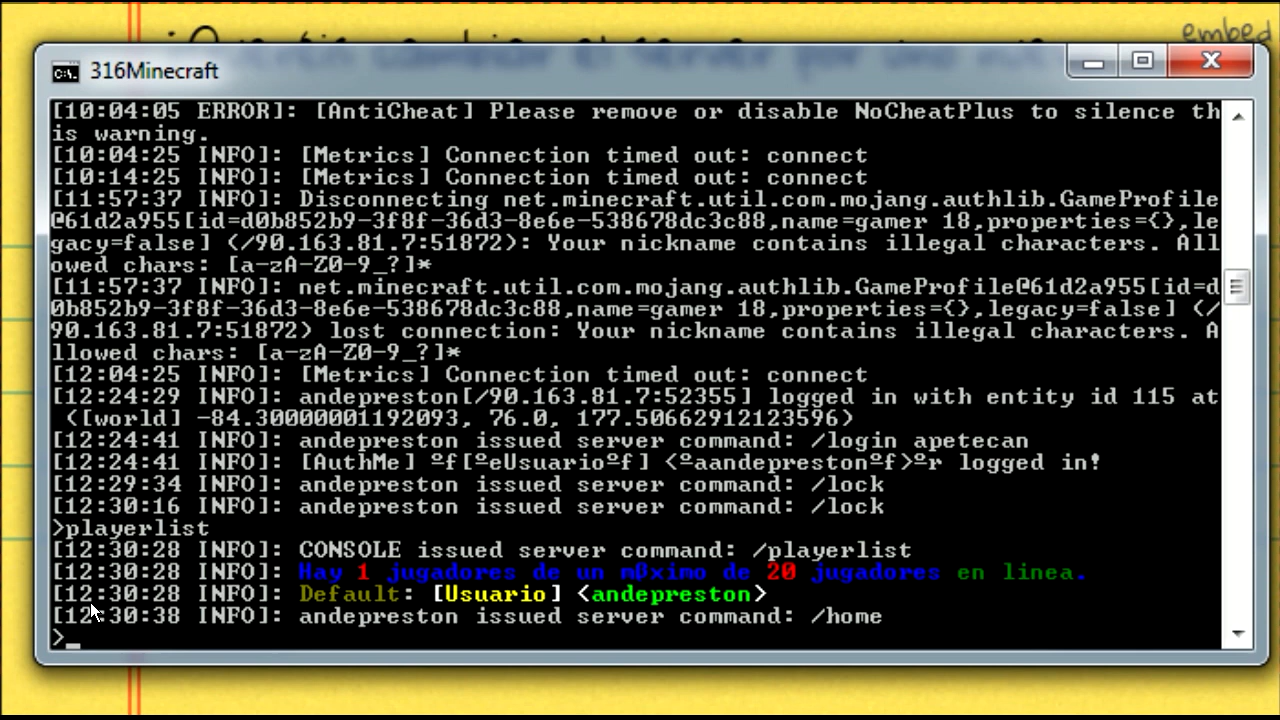 embed
316Minecraft
[10:04:05 ERROR]: [AntiCheat] Please remove or disable NoCheatPlus to silence th
is warning.
[10:04:25 INFO]: [Metrics] Connection timed out: connect
[10:14:25 INFO]: [Metrics] Connection timed out: connect
[11:57:37 INFO]: Disconnecting net.minecraft.util.com.mojang.authlib.GameProfile
@61d2a955[id=d0b852b9-3f8f-36d3-8e6e-538678dc3c88,name=gamer 18,properties={},le
gacy=false] (/90.163.81.7:51872): Your nickname contains illegal characters. All
owed chars: [a-zA-Z0-9_?]*
[11:57:37 INFO]: net.minecraft.util.com.mojang.authlib.GameProfile@61d2a955[id=d
0b852b9-3f8f-36d3-8e6e-538678dc3c88,name=gamer 18,properties={},legacy=false] (/
90.163.81.7:51872) lost connection: Your nickname contains illegal characters. A
llowed chars: [a-zA-Z0-9_?]*
[12:04:25 INFO]: [Metrics] Connection timed out: connect
[12:24:29 INFO]: andepreston[/90.163.81.7:52355] logged in with entity id 115 at
([world] -84.30000001192093, 76.0, 177.50662912123596)
[12:24:41 INFO]: andepreston issued server command: /login apetecan
[12:24:41 INFO]: [AuthMe] ºf[ºeUsuarioºf] <ºaandeprestonºf>ºr logged in!
[12:29:34 INFO]: andepreston issued server command: /lock
[12:30:16 INFO]: andepreston issued server command: /lock
>playerlist
[12:30:28 INFO]: CONSOLE issued server command: /playerlist
[12:30:28 INFO]: Hay 1 jugadores de un mßximo de 20 jugadores en linea.
[12:30:28 INFO]: Default: [Usuario] <andepreston>
[12:30:38 INFO]: andepreston issued server command: /home
>_